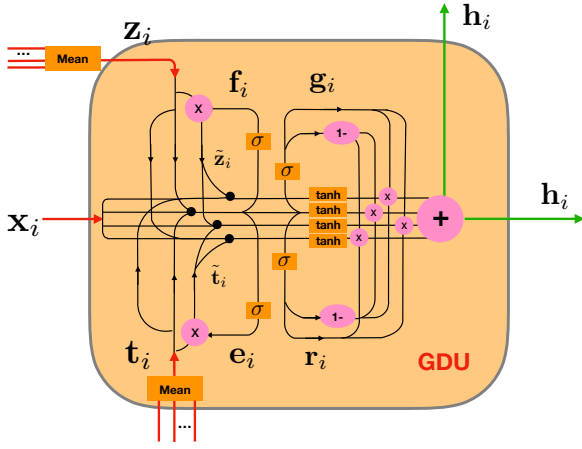 h_i
z_i
...
Mean
f_i
g_i
X
1-
σ
z̃_i
σ
tanh
X
h_i
tanh
X
x_i
+
tanh
X
tanh
X
σ
t̃_i
σ
1-
X
t_i
e_i
r_i
GDU
Mean
...